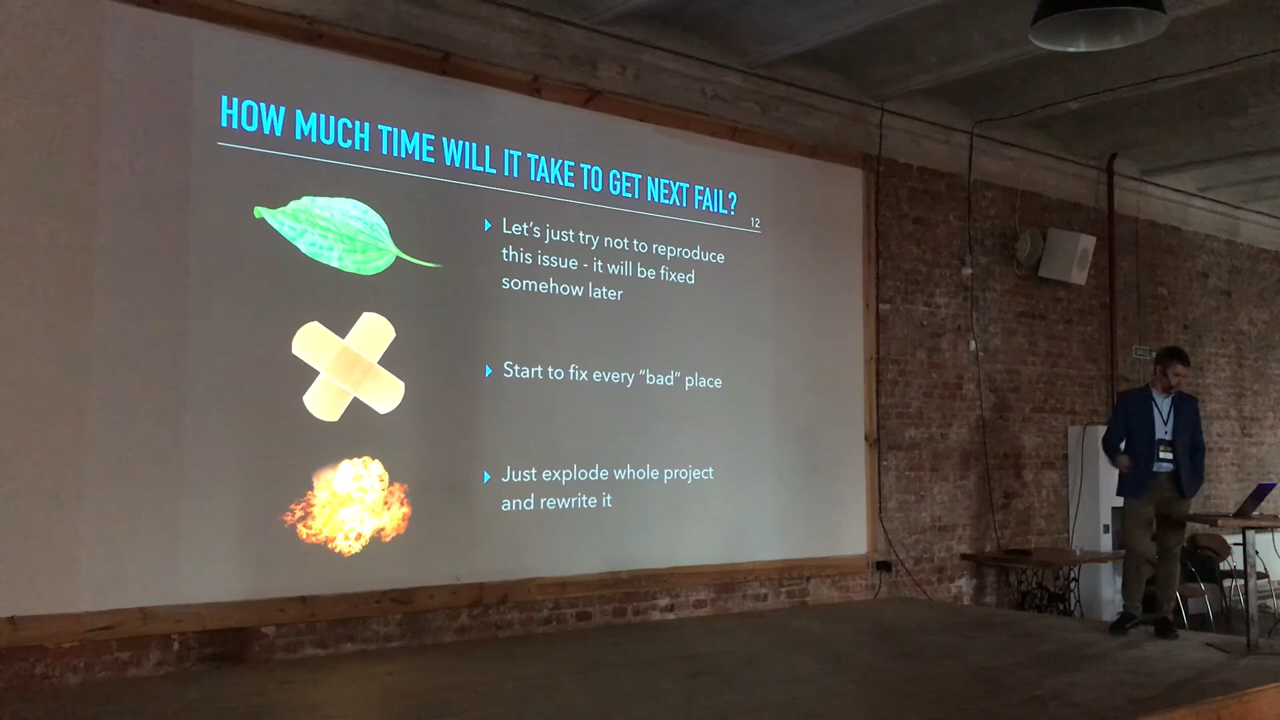 HOW MUCH TIME WILL IT TAKE TO GET NEXT FAIL?
12
Let's just try not to reproduce
this issue - it will be fixed
somehow later
Start to fix every "bad" place
Just explode whole project
and rewrite it